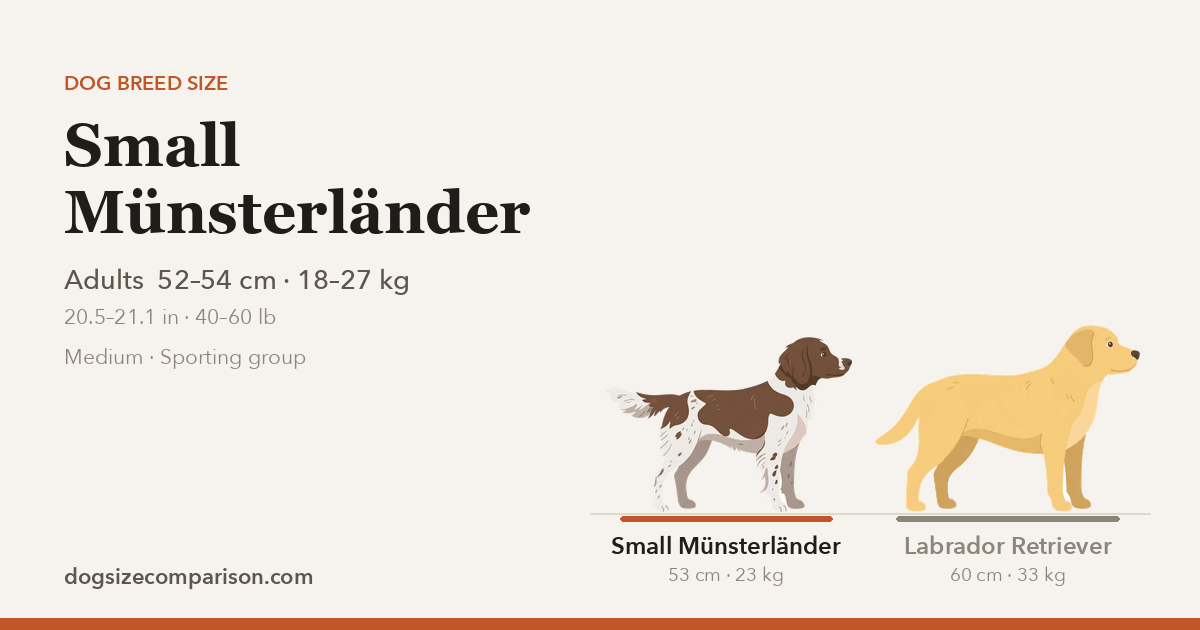 DOG BREED SIZE
Small
Münsterländer
Adults 52–54 cm · 18–27 kg
20.5–21.1 in · 40–60 lb
Medium · Sporting group
Small Münsterländer
53 cm · 23 kg
Labrador Retriever
60 cm · 33 kg
dogsizecomparison.com